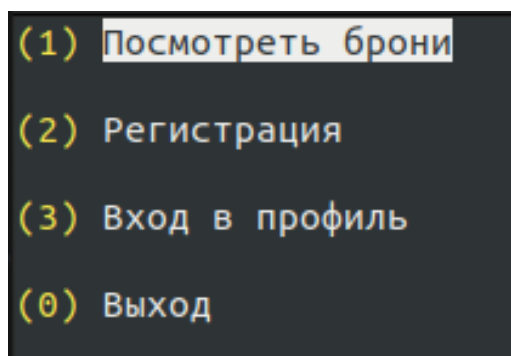 (1) Посмотреть брони
(2) Регистрация
(3) Вход в профиль
(0) Выход